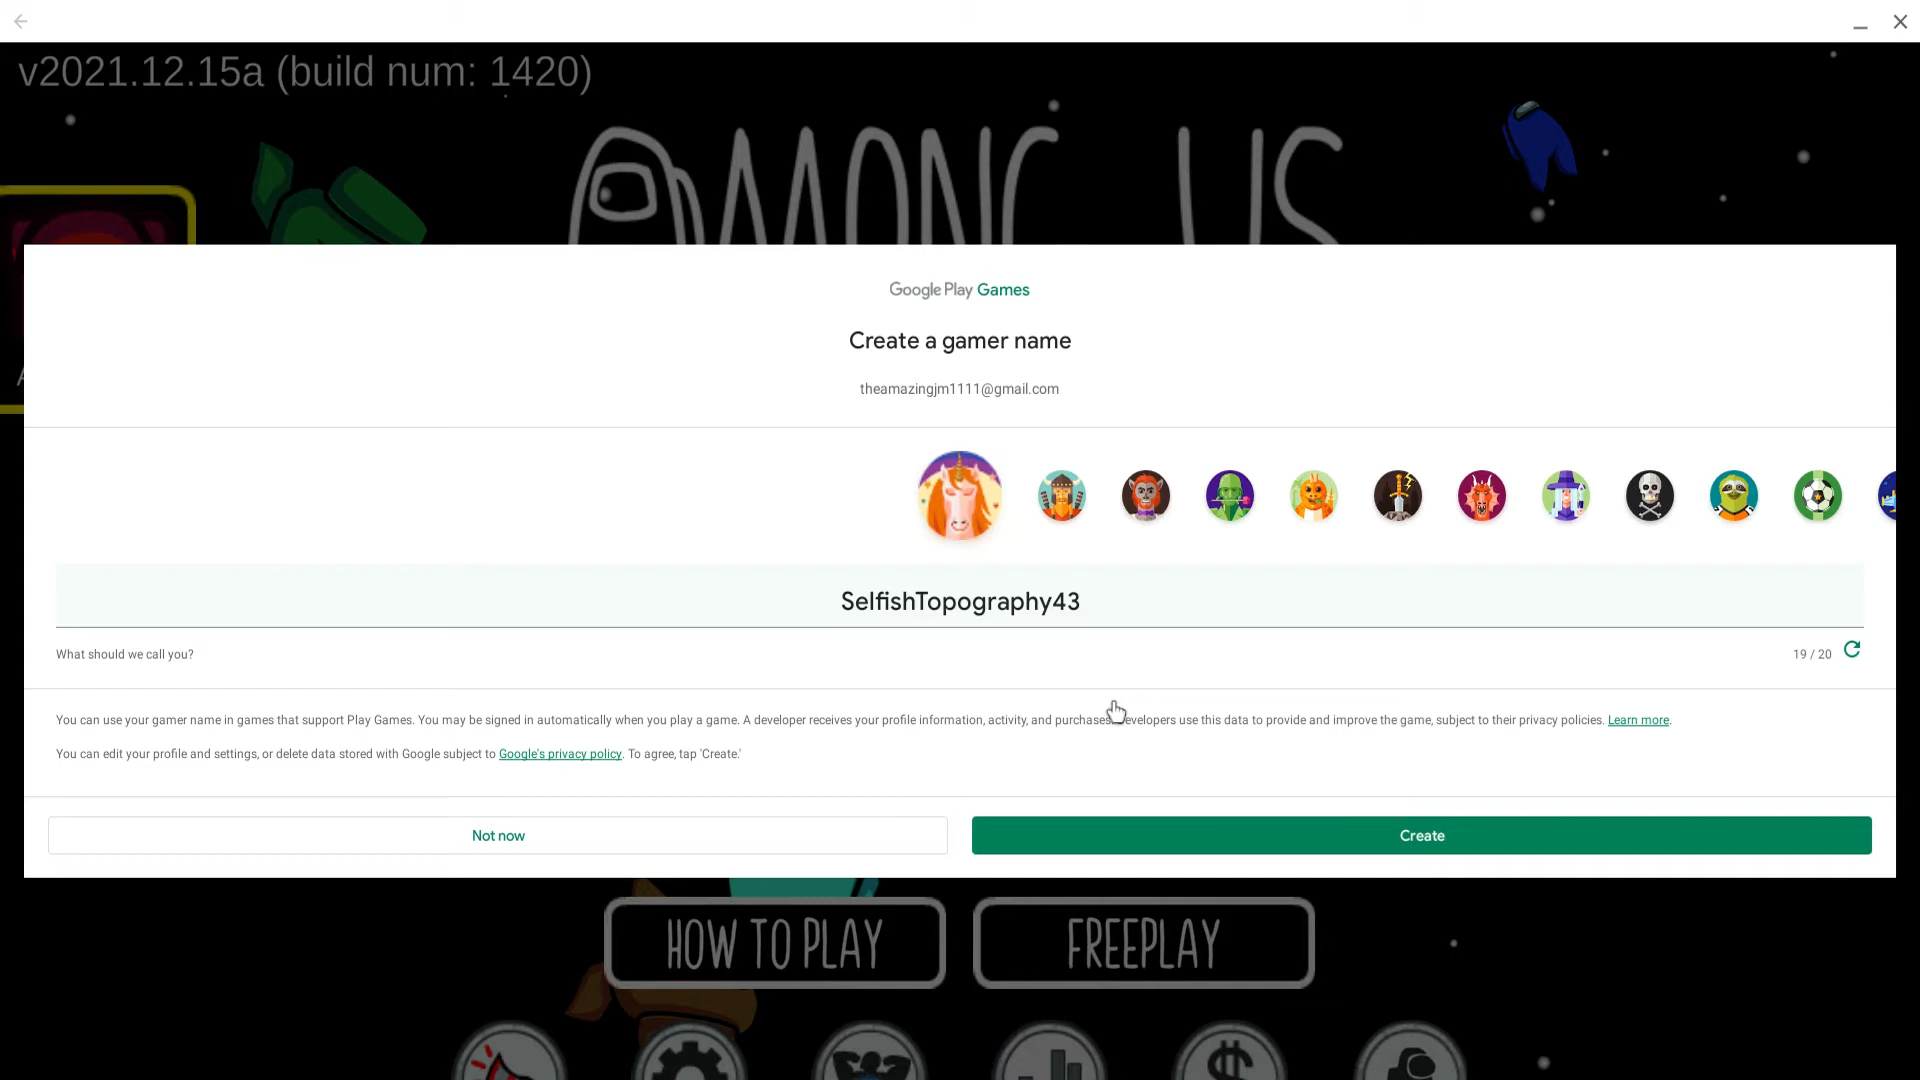 v2021.12.15a (build num: 1420)
AMONG US
Google Play Games
Create a gamer name
theamazingjm1111@gmail.com
SelfishTopography43
What should we call you?
19 / 20
You can use your gamer name in games that support Play Games. You may be signed in automatically when you play a game. A developer receives your profile information, activity, and purchases. Developers use this data to provide and improve the game, subject to their privacy policies. Learn more.
You can edit your profile and settings, or delete data stored with Google subject to Google's privacy policy. To agree, tap 'Create.'
Not now
Create
HOW TO PLAY
FREEPLAY